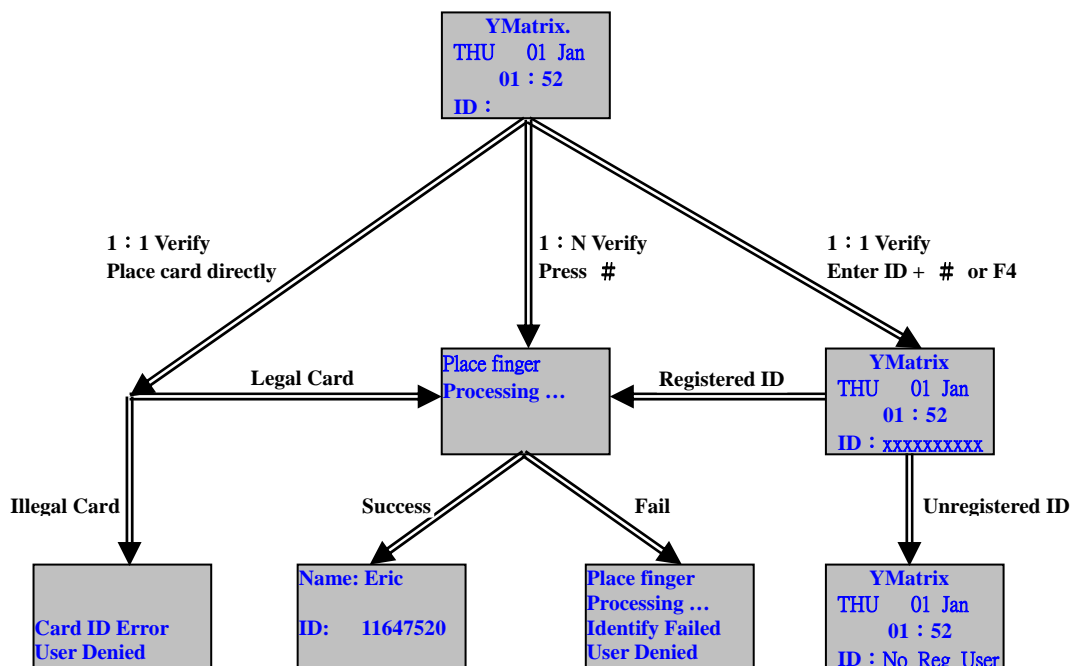 YMatrix.
THU 01 Jan
01：52
ID：
1：1 Verify
Place card directly
1：N Verify
Press ＃
1：1 Verify
Enter ID + ＃ or F4
Legal Card
Place finger
Processing …
Registered ID
YMatrix
THU 01 Jan
01：52
ID：xxxxxxxxxx
Illegal Card
Success
Fail
Unregistered ID
Card ID Error
User Denied
Name: Eric
ID: 11647520
Place finger
Processing …
Identify Failed
User Denied
YMatrix
THU 01 Jan
01：52
ID：No Reg User